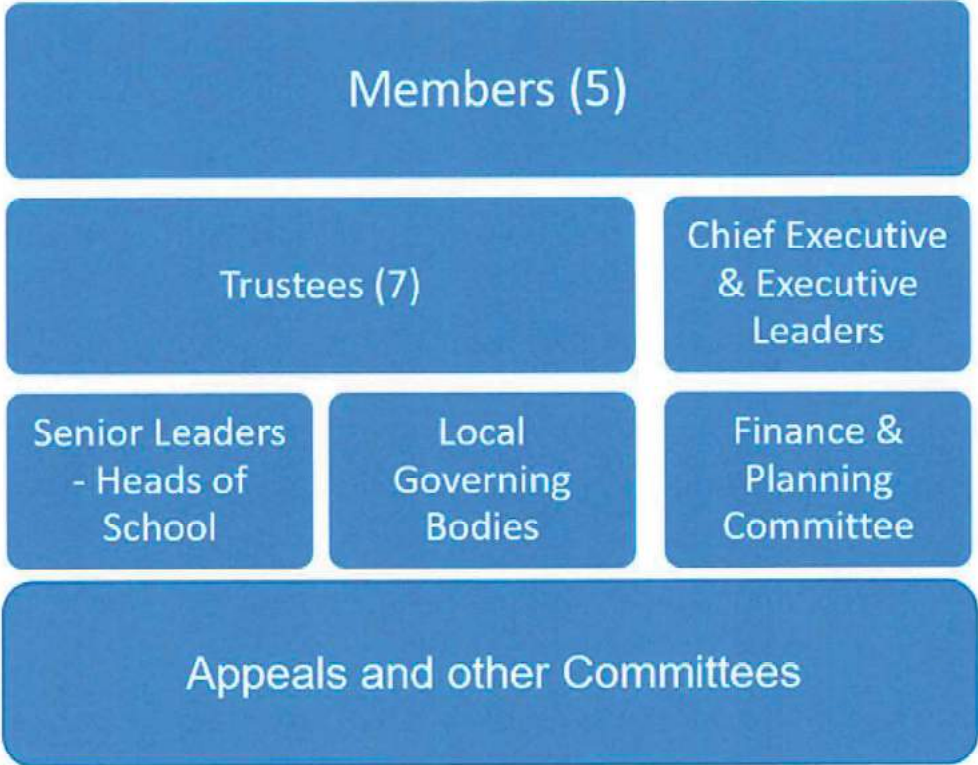 Members (5)
Trustees (7)
Chief Executive
& Executive
Leaders
Senior Leaders
- Heads of
School
Local
Governing
Bodies
Finance &
Planning
Committee
Appeals and other Committees